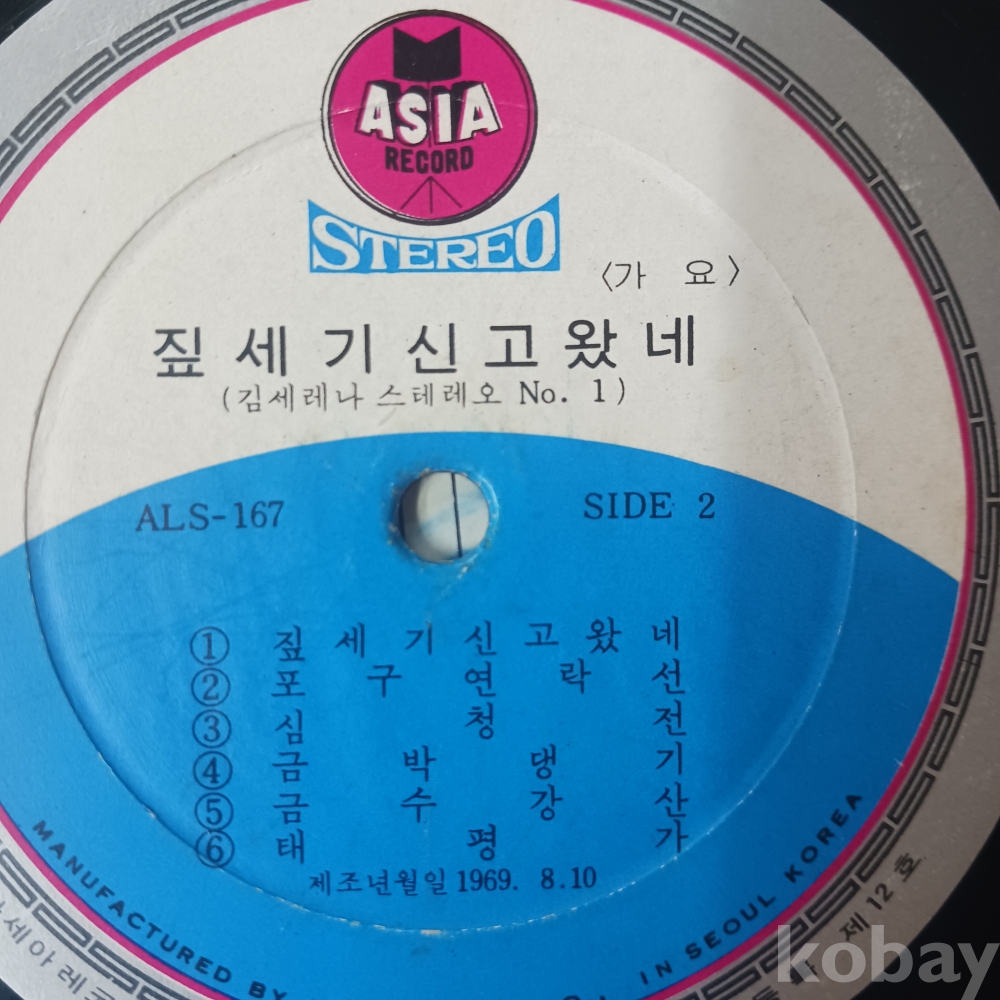 ASIA
RECORD
STEREO
〈가 요〉
짚세기신고왔네
(김세레나 스테레오 No. 1)
ALS-167
SIDE 2
① 짚세기신고왔네
② 포구연락선
③ 심청전
④ 금박댕기
⑤ 금수강산
⑥ 태평가
제조년월일 1969. 8.10
MANUFACTURED BY
IN SEOUL KOREA
제 12 호
kobay